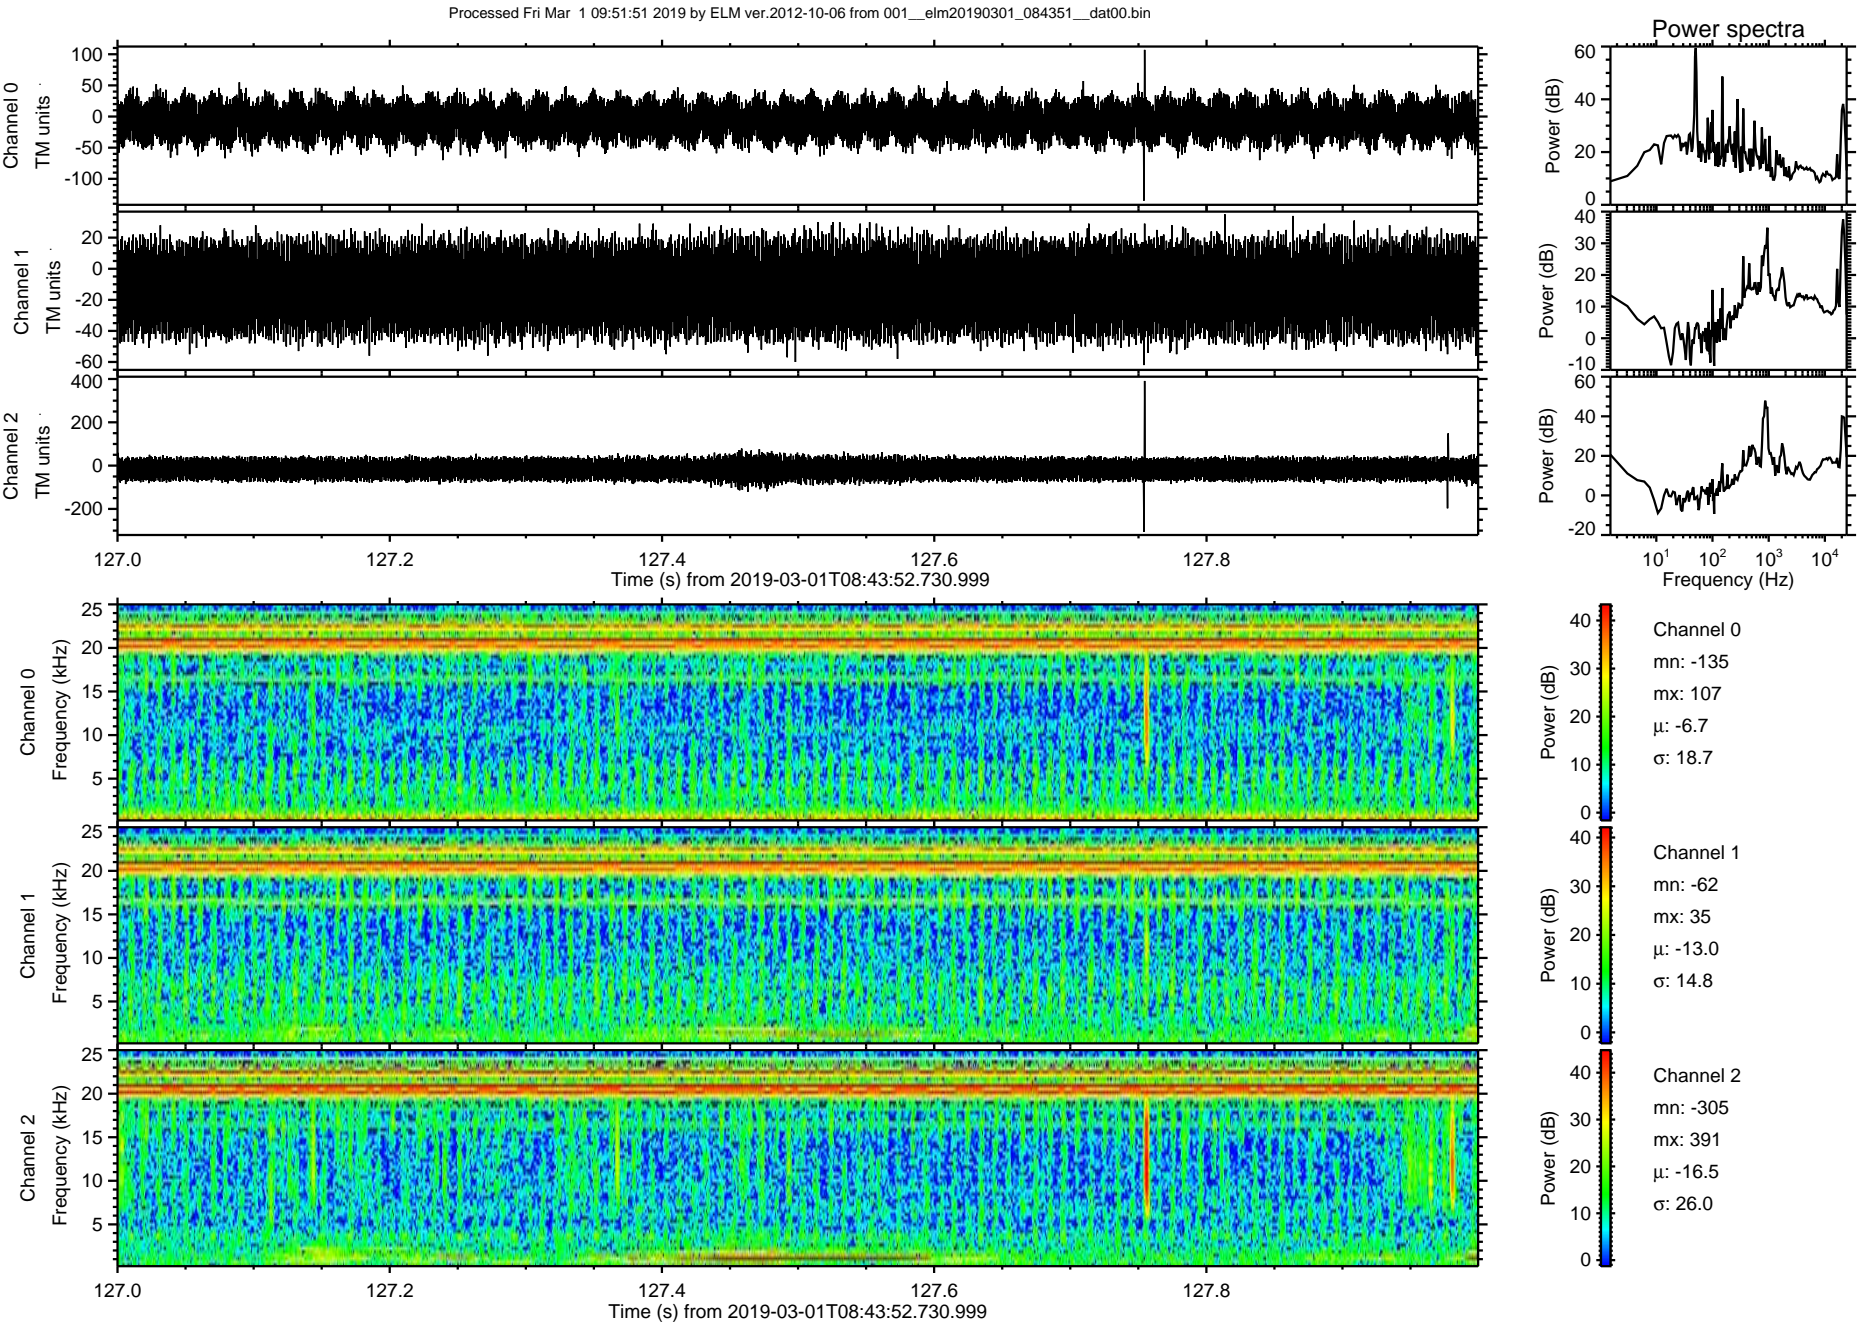 Processed Fri Mar  1 09:51:51 2019 by ELM ver.2012-10-06 from 001__elm20190301_084351__dat00.bin
Power spectra
Channel 0
TM units
100
50
0
-50
-100
Power (dB)
60
40
20
0
Channel 1
TM units
20
0
-20
-40
-60
Power (dB)
40
30
20
10
0
-10
Channel 2
TM units
400
200
0
-200
Power (dB)
60
40
20
0
-20
127.0
127.2
127.4
127.6
127.8
Time (s) from 2019-03-01T08:43:52.730.999
10¹
10²
10³
10⁴
Frequency (Hz)
Channel 0
Frequency (kHz)
25
20
15
10
5
Power (dB)
40
30
20
10
0
Channel 0
mn: -135
mx: 107
μ: -6.7
σ: 18.7
Channel 1
Frequency (kHz)
25
20
15
10
5
Power (dB)
40
30
20
10
0
Channel 1
mn: -62
mx: 35
μ: -13.0
σ: 14.8
Channel 2
Frequency (kHz)
25
20
15
10
5
Power (dB)
40
30
20
10
0
Channel 2
mn: -305
mx: 391
μ: -16.5
σ: 26.0
127.0
127.2
127.4
127.6
127.8
Time (s) from 2019-03-01T08:43:52.730.999